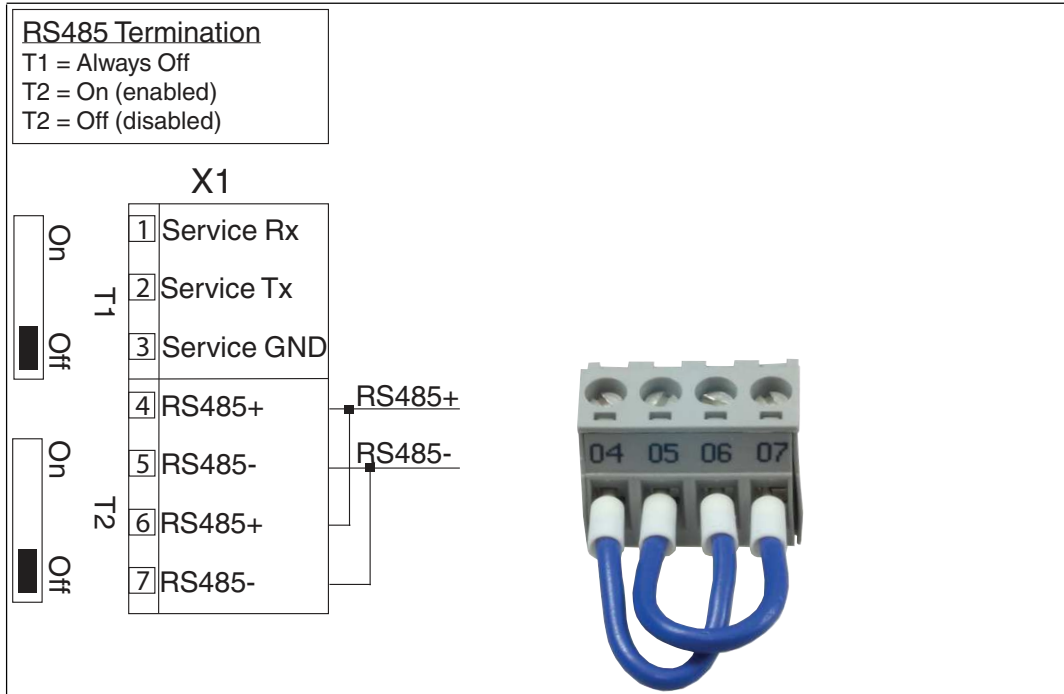 RS485 Termination
T1 = Always Off
T2 = On (enabled)
T2 = Off (disabled)
X1
On
Off
T1
1 Service Rx
2 Service Tx
3 Service GND
4 RS485+
5 RS485-
6 RS485+
7 RS485-
On
Off
T2
RS485+
RS485-
04 05 06 07